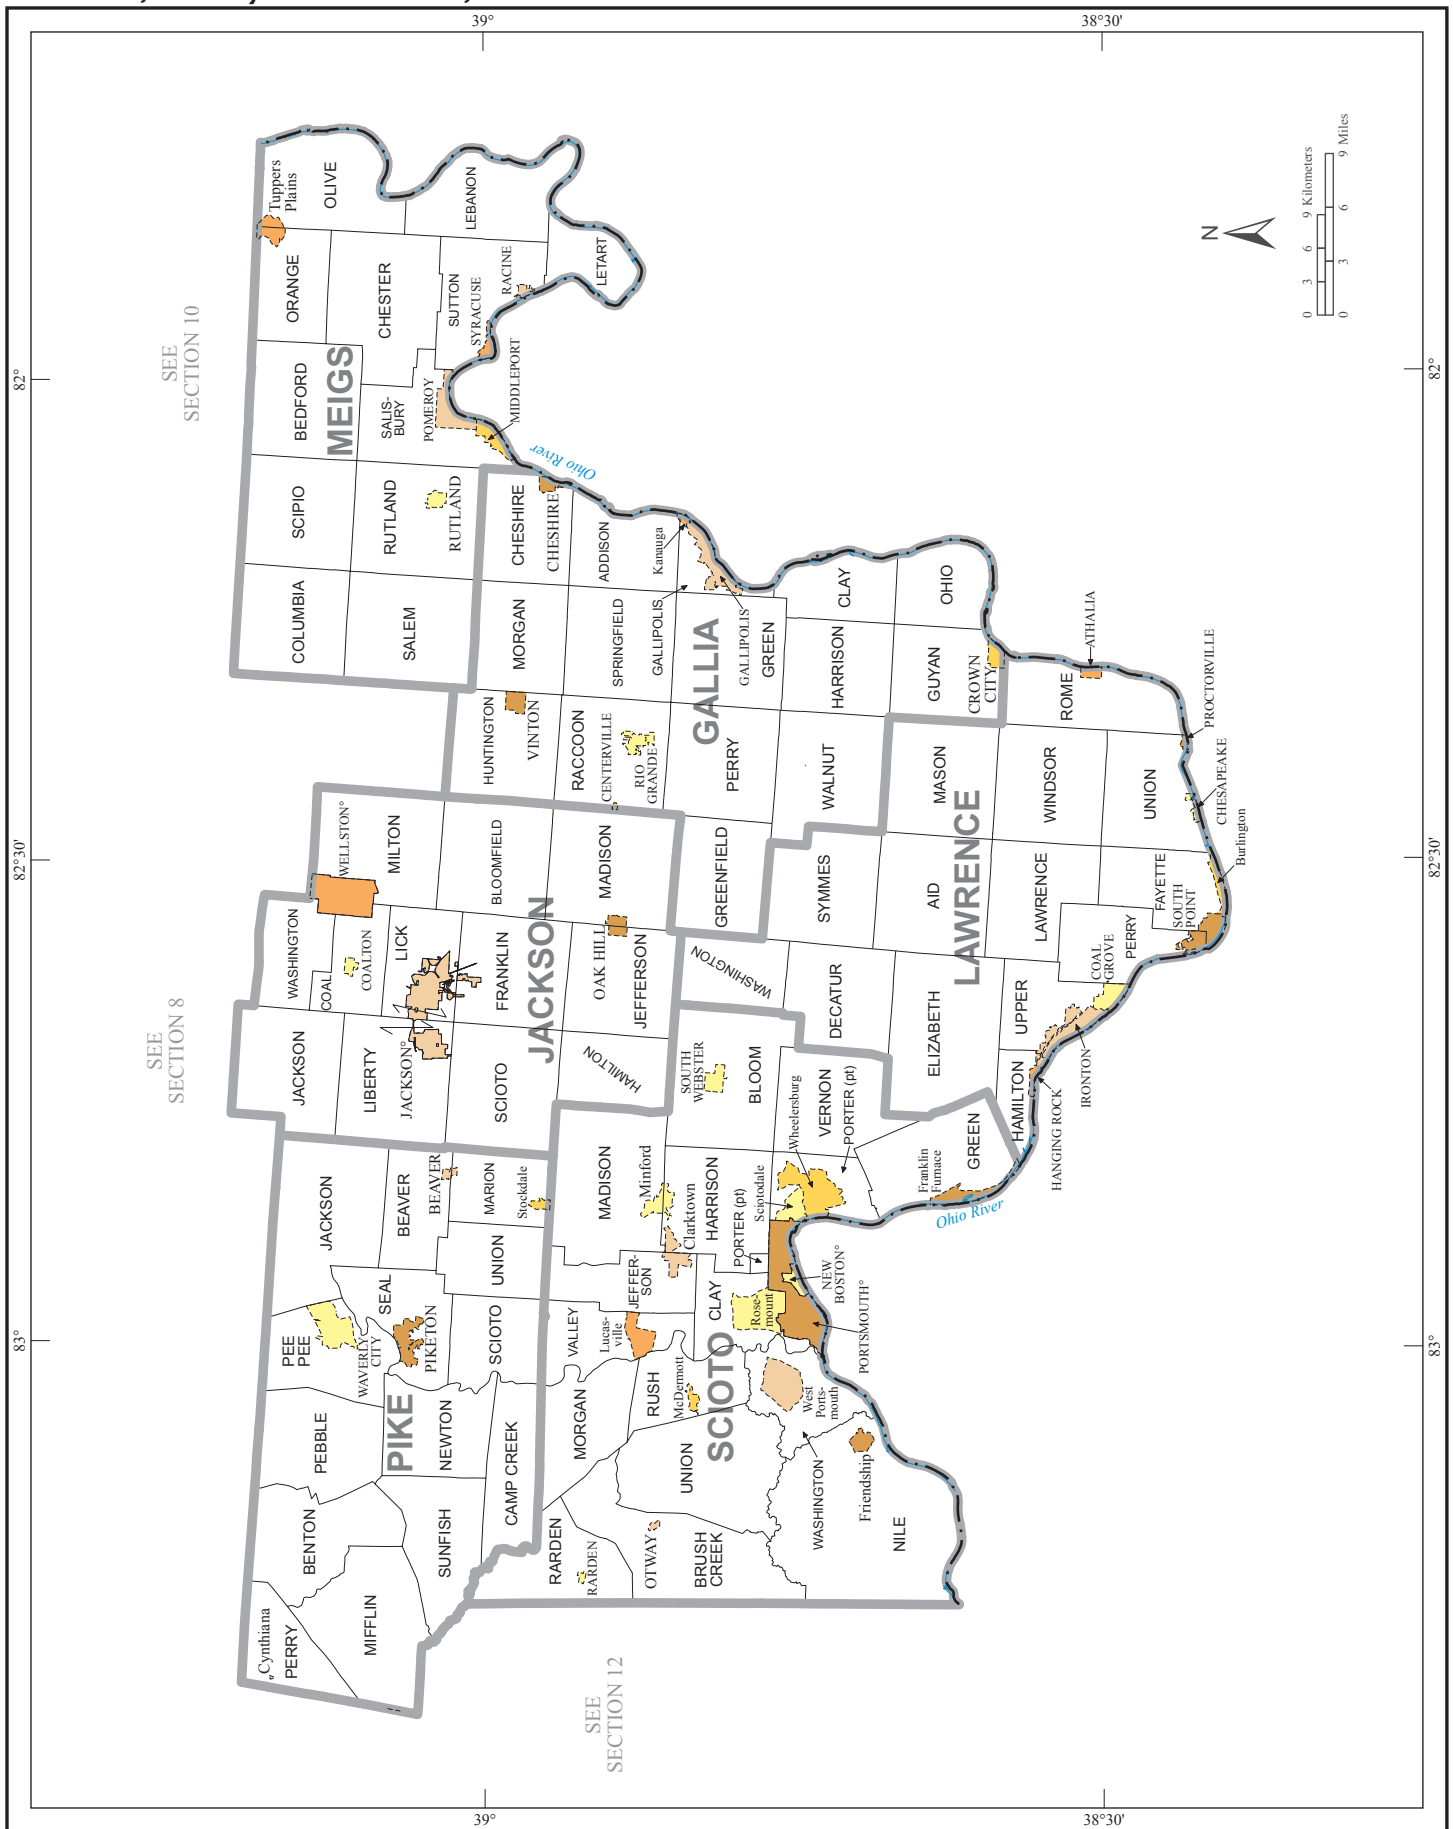 39°
38°30'
SEE
SECTION 10
SEE
SECTION 8
SEE
SECTION 12
82°
82°
82°30'
82°30'
83°
83°
39°
38°30'
N
0 3 6 9 Kilometers
0 3 6 9 Miles
MEIGS
Tuppers
Plains
OLIVE
ORANGE
LEBANON
CHESTER
SUTTON
SYRACUSE
RACINE
LETART
BEDFORD
SALIS-
BURY
POMEROY
MIDDLEPORT
SCIPIO
RUTLAND
RUTLAND
COLUMBIA
SALEM
Ohio River
GALLIA
CHESHIRE
CHESHIRE
ADDISON
Kanauga
MORGAN
SPRINGFIELD
GALLIPOLIS
GALLIPOLIS
GREEN
CLAY
OHIO
HARRISON
GUYAN
CROWN
CITY
HUNTINGTON
VINTON
RACCOON
CENTERVILLE
RIO
GRANDE
PERRY
WALNUT
GREENFIELD
JACKSON
WELLSTON°
MILTON
BLOOMFIELD
MADISON
WASHINGTON
COAL
COALTON
LICK
FRANKLIN
OAK HILL
JEFFERSON
JACKSON
LIBERTY
JACKSON°
SCIOTO
HAMILTON
LAWRENCE
ROME
ATHALIA
PROCTORVILLE
MASON
WINDSOR
UNION
CHESAPEAKE
Burlington
SYMMES
AID
LAWRENCE
FAYETTE
SOUTH
POINT
PERRY
COAL
GROVE
WASHINGTON
DECATUR
ELIZABETH
UPPER
IRONTON
HAMILTON
HANGING ROCK
PIKE
JACKSON
BEAVER
BEAVER
MARION
Stockdale
UNION
SEAL
PEE
PEE
WAVERLY
CITY
PIKETON
SCIOTO
PEBBLE
NEWTON
CAMP CREEK
BENTON
SUNFISH
MIFFLIN
Cynthiana
PERRY
SCIOTO
SOUTH
WEBSTER
BLOOM
VERNON
PORTER (pt)
Wheelersburg
GREEN
Franklin
Furnace
Ohio River
MADISON
Minford
Clarktown
HARRISON
Sciotodale
PORTER (pt)
JEFFER-
SON
CLAY
Rose-
mount
NEW
BOSTON°
PORTSMOUTH°
VALLEY
Lucas-
ville
MORGAN
RUSH
McDermott
West
Ports-
mouth
UNION
WASHINGTON
Friendship
NILE
RARDEN
RARDEN
OTWAY
BRUSH
CREEK